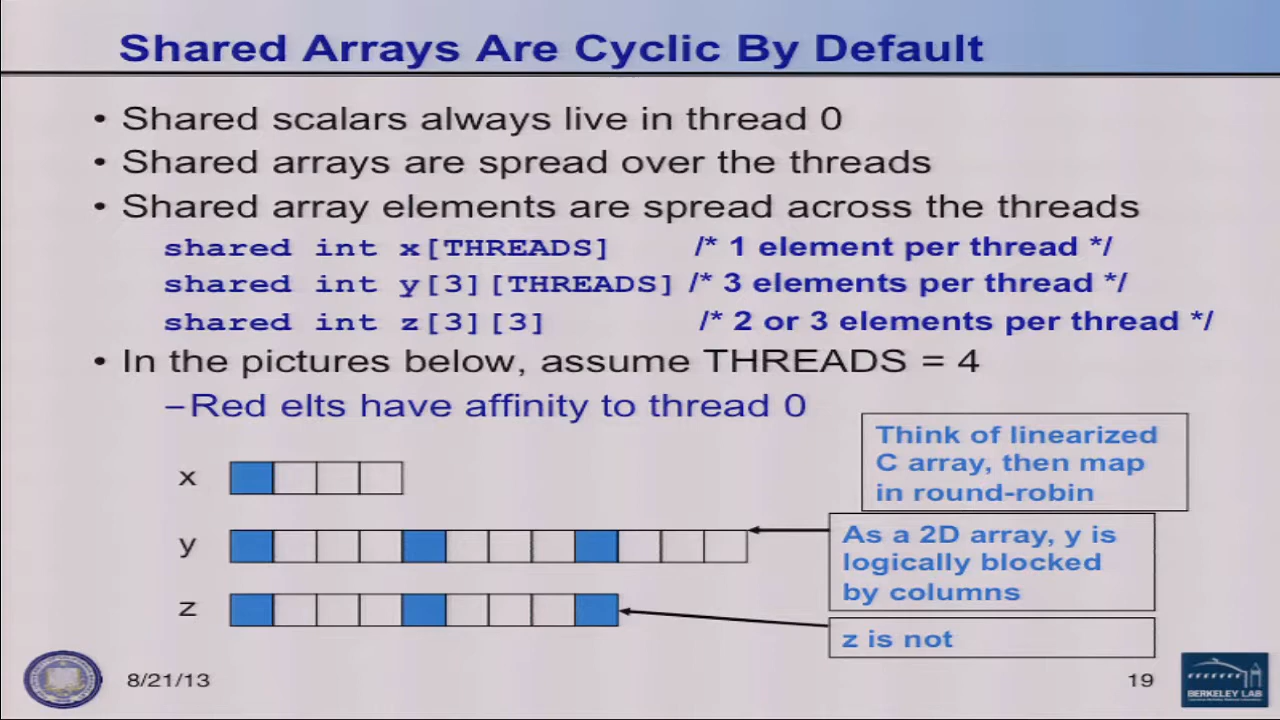 Shared Arrays Are Cyclic By Default
• Shared scalars always live in thread 0
• Shared arrays are spread over the threads
• Shared array elements are spread across the threads
shared int x[THREADS] /* 1 element per thread */
shared int y[3][THREADS] /* 3 elements per thread */
shared int z[3][3] /* 2 or 3 elements per thread */
• In the pictures below, assume THREADS = 4
–Red elts have affinity to thread 0
Think of linearized
C array, then map
in round-robin
x
As a 2D array, y is
logically blocked
by columns
y
z
z is not
8/21/13
19
BERKELEY LAB